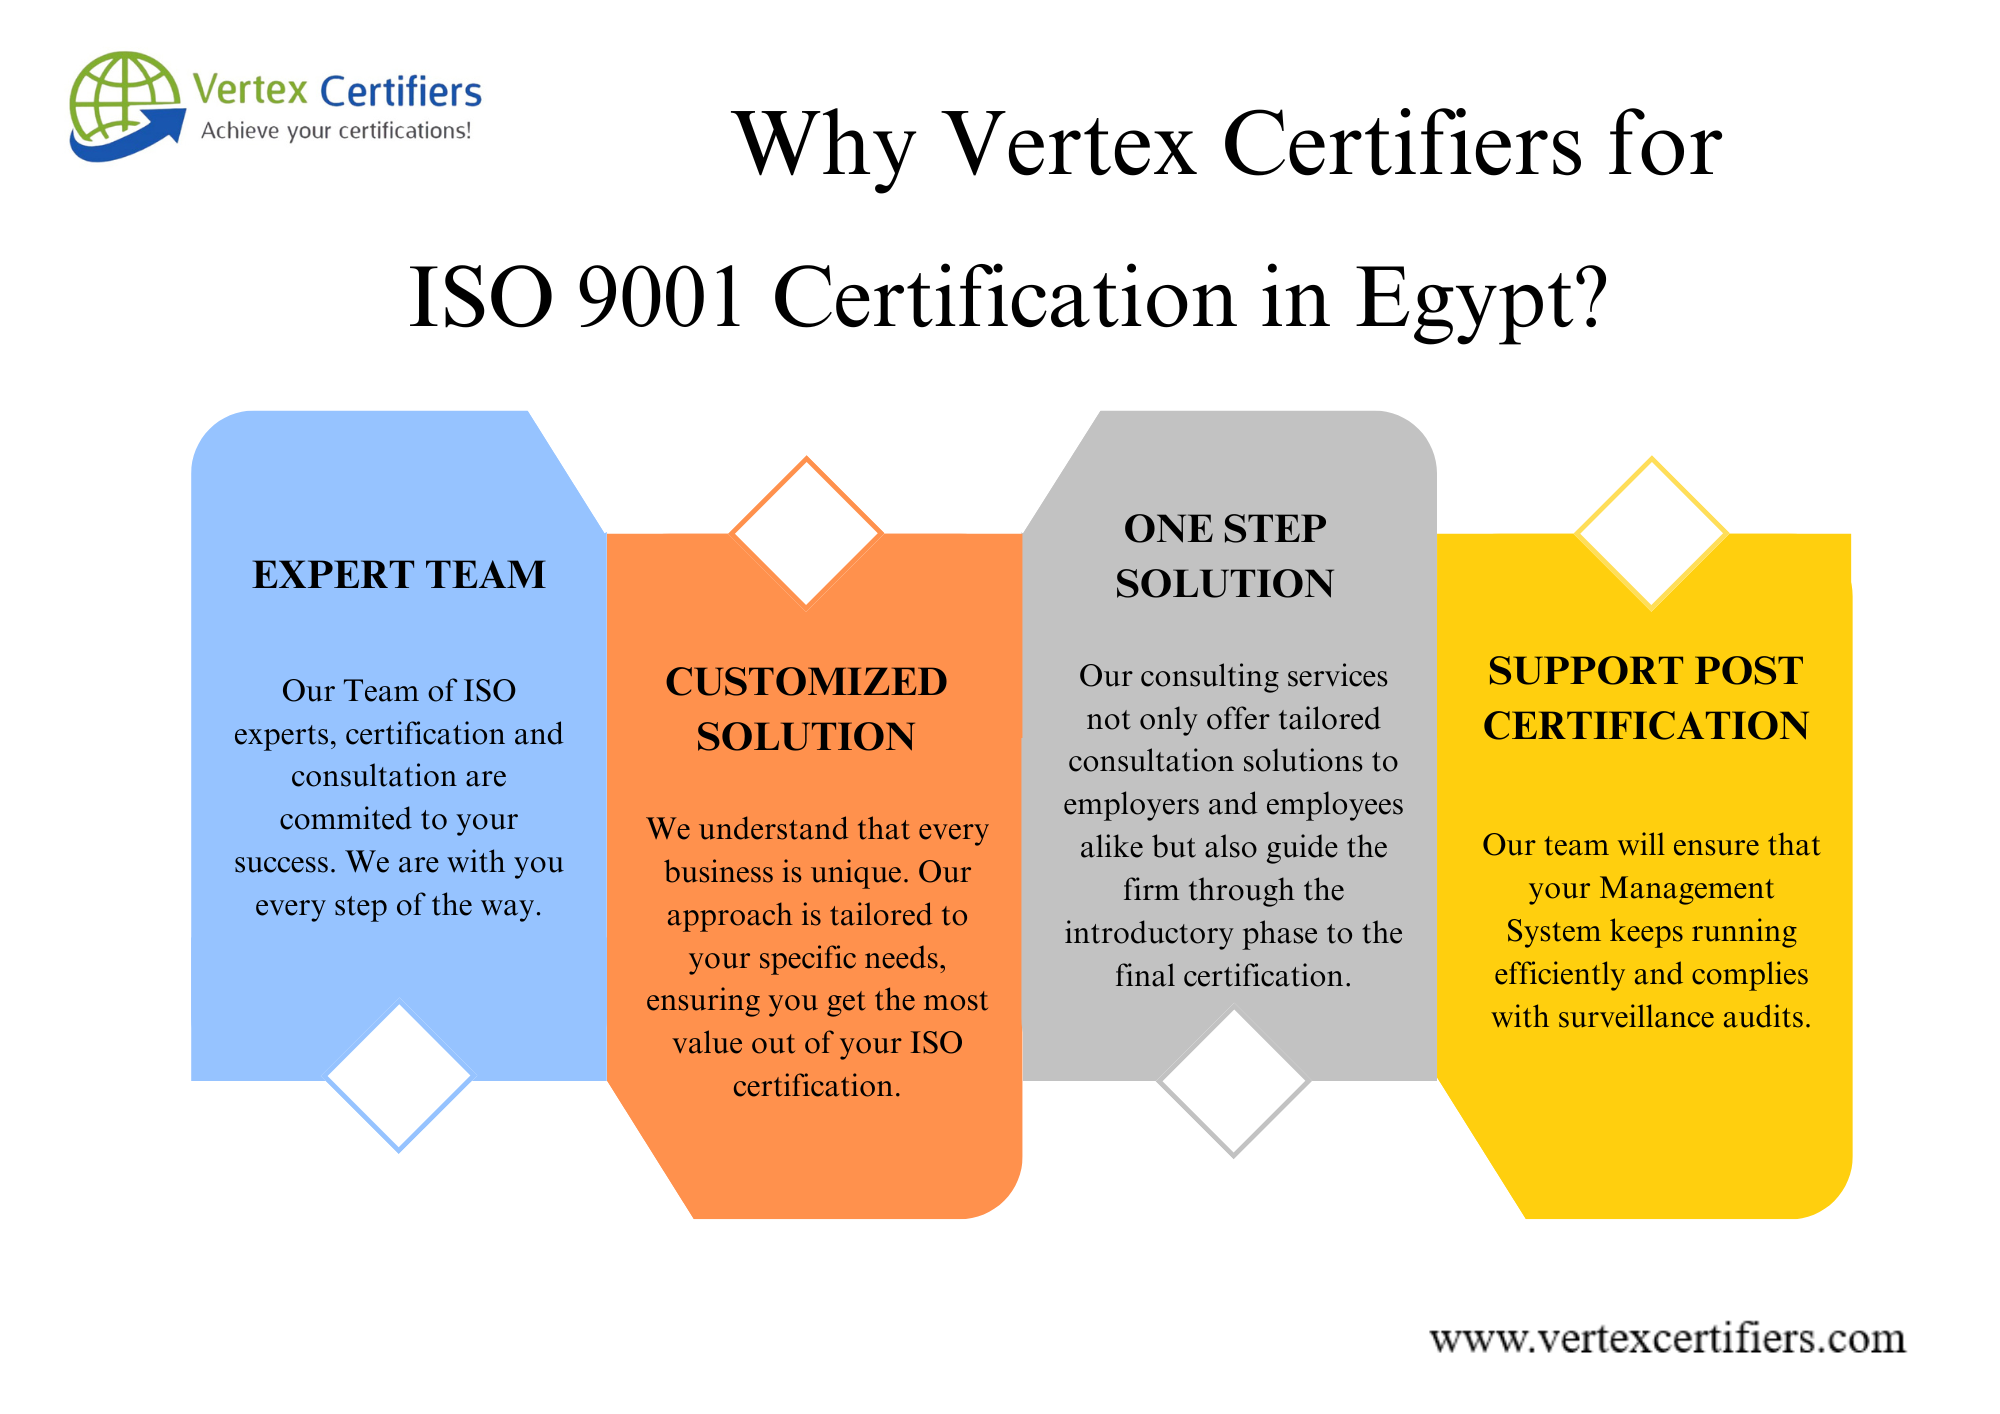 Vertex Certifiers
Achieve your certifications!
Why Vertex Certifiers for
ISO 9001 Certification in Egypt?
EXPERT TEAM
Our Team of ISO
experts, certification and
consultation are
commited to your
success. We are with you
every step of the way.
CUSTOMIZED
SOLUTION
We understand that every
business is unique. Our
approach is tailored to
your specific needs,
ensuring you get the most
value out of your ISO
certification.
ONE STEP
SOLUTION
Our consulting services
not only offer tailored
consultation solutions to
employers and employees
alike but also guide the
firm through the
introductory phase to the
final certification.
SUPPORT POST
CERTIFICATION
Our team will ensure that
your Management
System keeps running
efficiently and complies
with surveillance audits.
www.vertexcertifiers.com